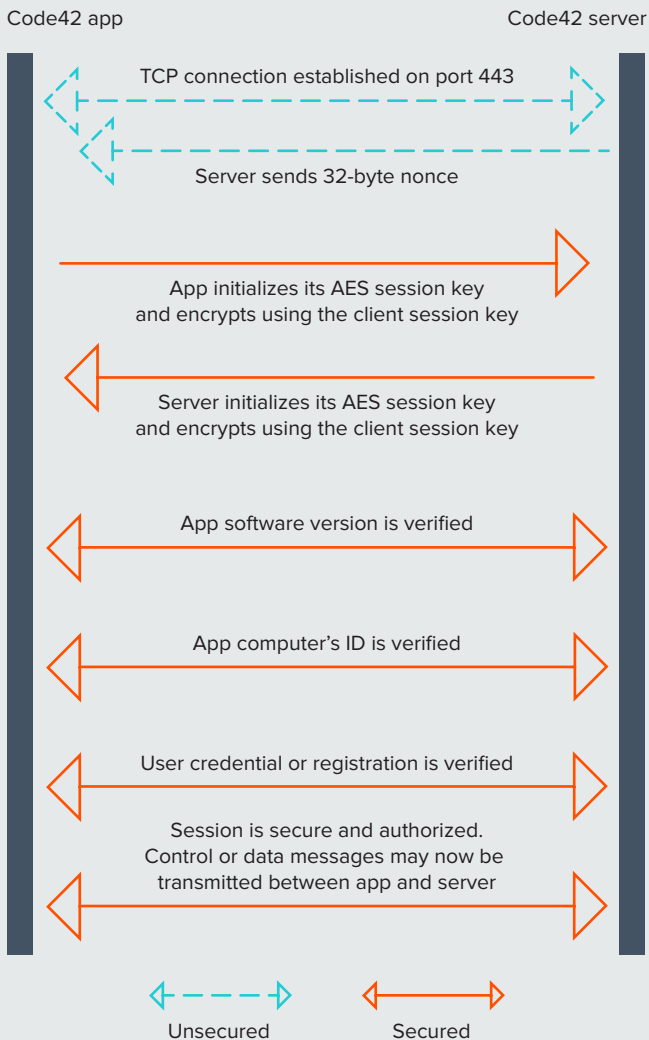 Code42 app
Code42 server
TCP connection established on port 443
Server sends 32-byte nonce
App initializes its AES session key
and encrypts using the client session key
Server initializes its AES session key
and encrypts using the client session key
App software version is verified
App computer’s ID is verified
User credential or registration is verified
Session is secure and authorized.
Control or data messages may now be
transmitted between app and server
Unsecured
Secured